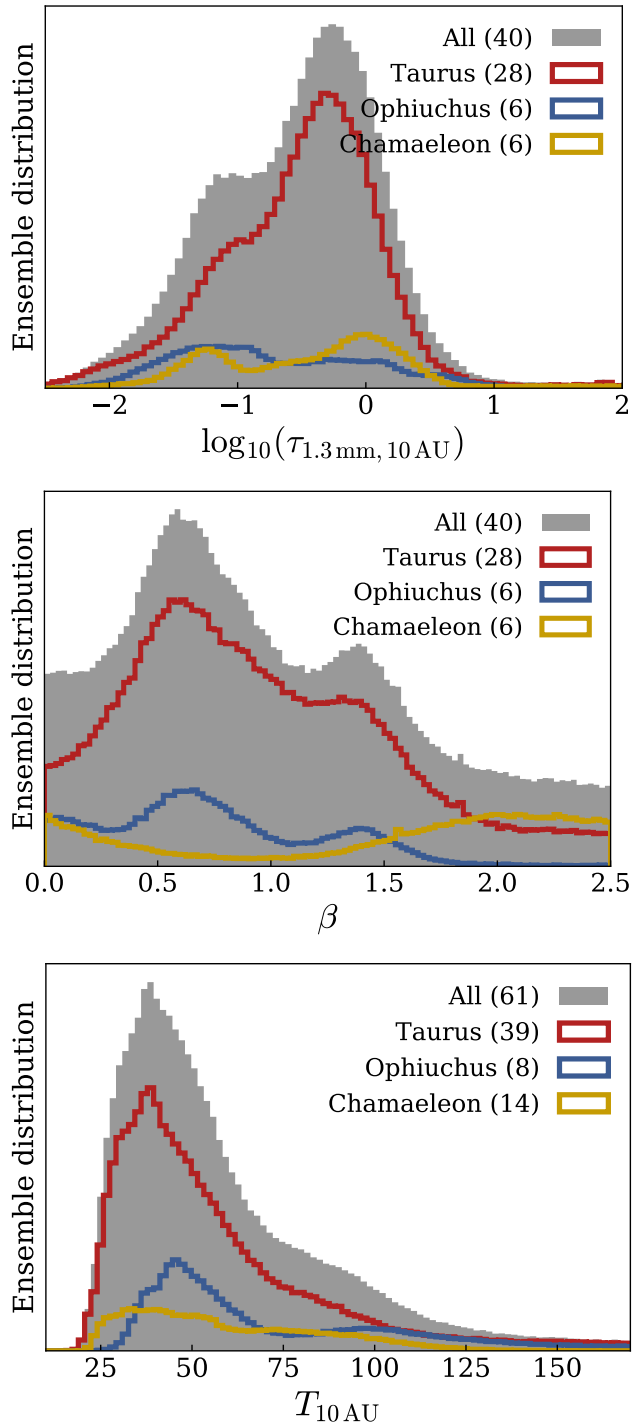 Ensemble distribution
All (40)
Taurus (28)
Ophiuchus (6)
Chamaeleon (6)
−2 −1 0 1 2
log₁₀(τ₁.₃ ₘₘ, ₁₀ AU)
Ensemble distribution
All (40)
Taurus (28)
Ophiuchus (6)
Chamaeleon (6)
0.0 0.5 1.0 1.5 2.0 2.5
β
Ensemble distribution
All (61)
Taurus (39)
Ophiuchus (8)
Chamaeleon (14)
25 50 75 100 125 150
T₁₀ AU